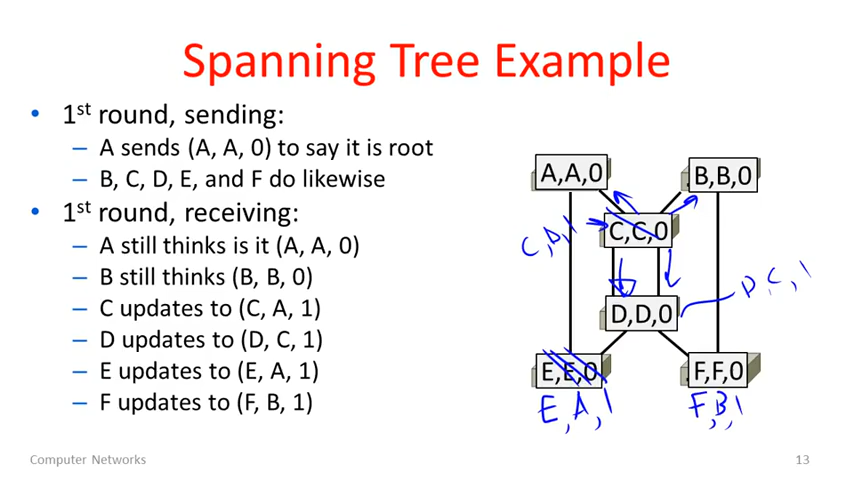 Spanning Tree Example
• 1st round, sending:
– A sends (A, A, 0) to say it is root
– B, C, D, E, and F do likewise
• 1st round, receiving:
– A still thinks is it (A, A, 0)
– B still thinks (B, B, 0)
– C updates to (C, A, 1)
– D updates to (D, C, 1)
– E updates to (E, A, 1)
– F updates to (F, B, 1)
A,A,0
B,B,0
C,C,0
C,A,1
D,D,0
D,C,1
E,E,0
F,F,0
E,A,1
F,B,1
Computer Networks
13